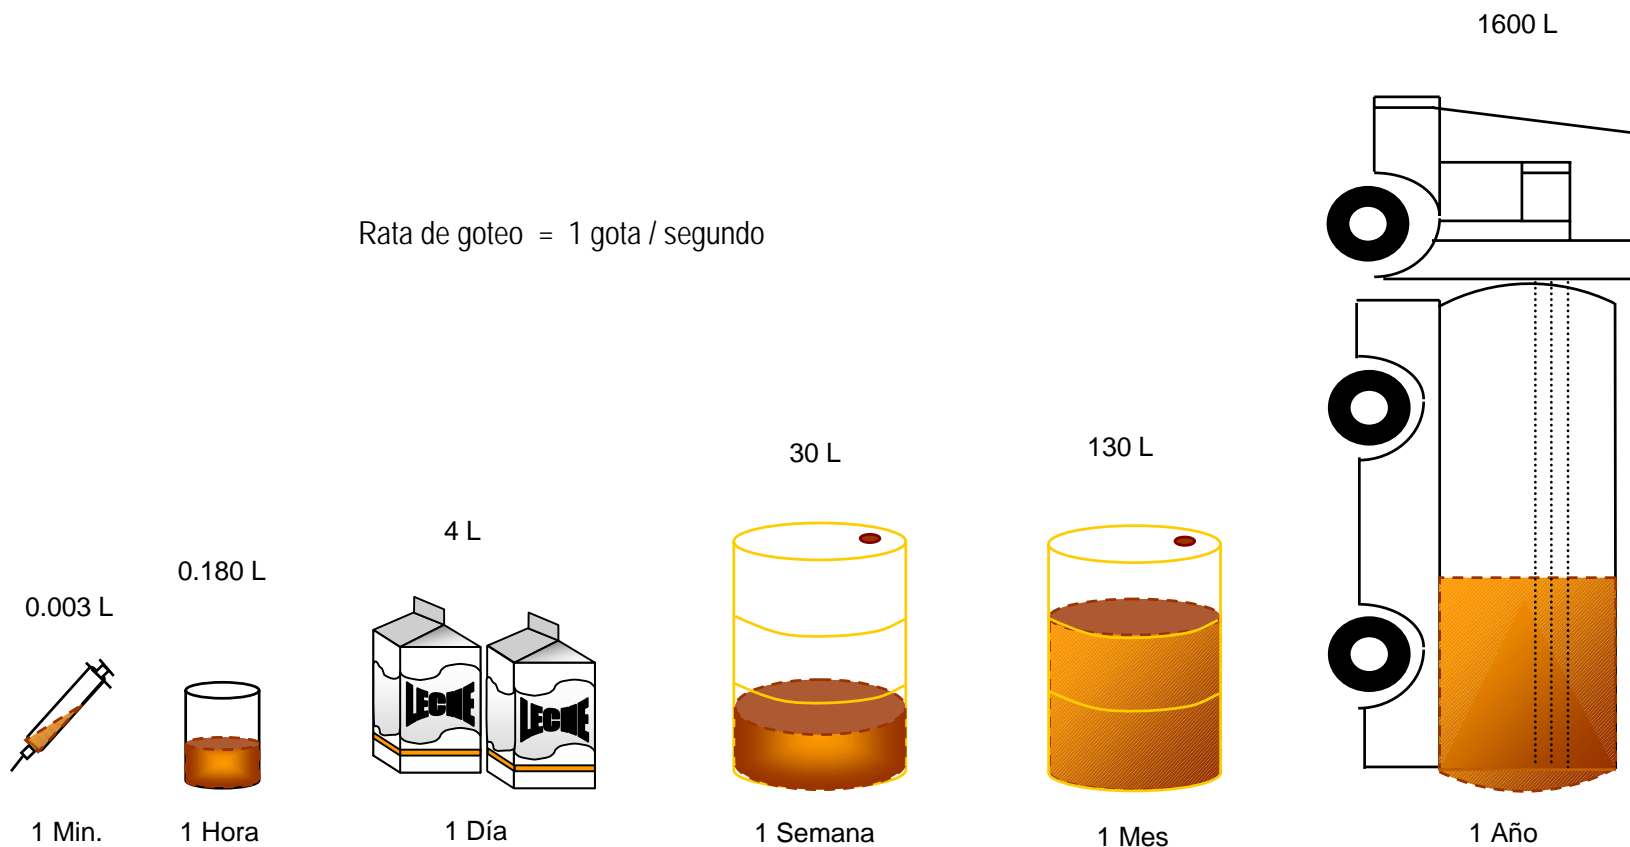 1600 L
Rata de goteo = 1 gota / segundo
30 L
130 L
4 L
0.180 L
0.003 L
LECHE
LECHE
1 Min.
1 Hora
1 Día
1 Semana
1 Mes
1 Año